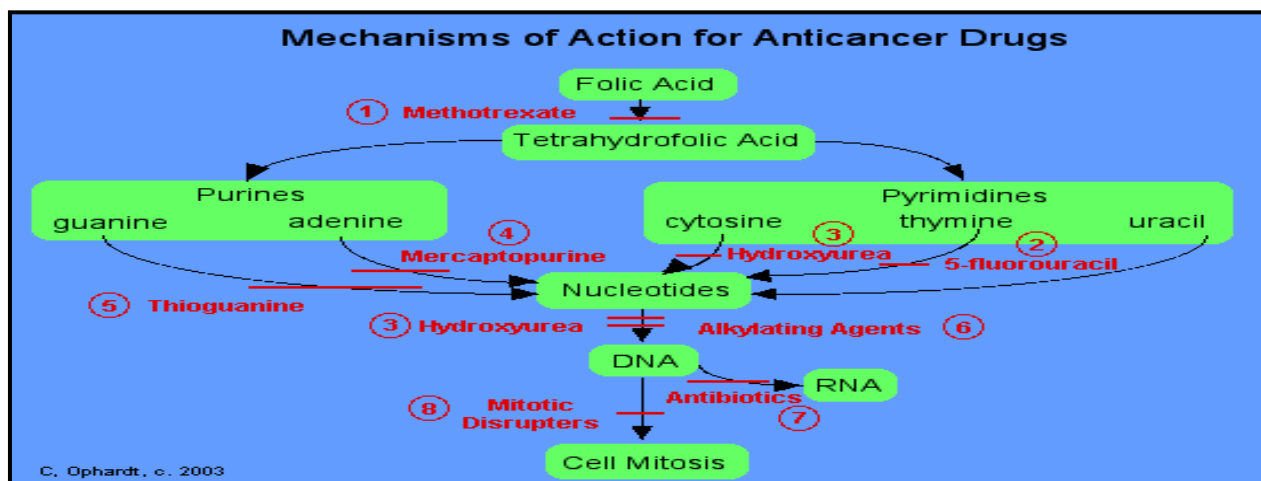 Mechanisms of Action for Anticancer Drugs
Folic Acid
① Methotrexate
Tetrahydrofolic Acid
Purines
guanine adenine
Pyrimidines
cytosine thymine uracil
④
Mercaptopurine
③
Hydroxyurea
②
5-fluorouracil
⑤ Thioguanine
Nucleotides
③ Hydroxyurea
Alkylating Agents ⑥
DNA
RNA
Antibiotics
⑦
⑧ Mitotic
Disrupters
Cell Mitosis
C, Ophardt, c. 2003